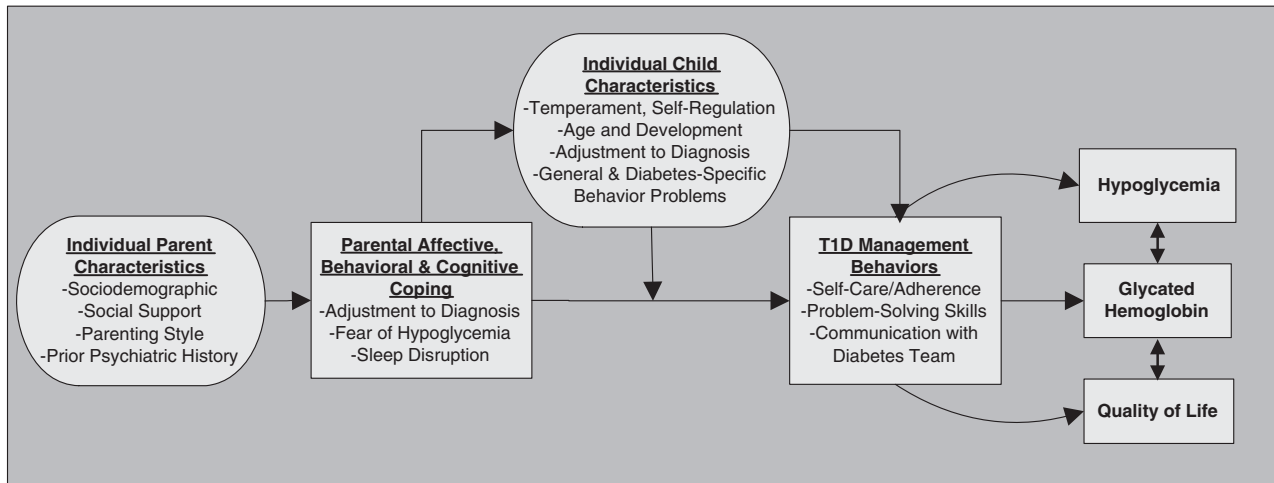 Individual Child
Characteristics
-Temperament, Self-Regulation
-Age and Development
-Adjustment to Diagnosis
-General & Diabetes-Specific
Behavior Problems
Individual Parent
Characteristics
-Sociodemographic
-Social Support
-Parenting Style
-Prior Psychiatric History
Parental Affective,
Behavioral & Cognitive
Coping
-Adjustment to Diagnosis
-Fear of Hypoglycemia
-Sleep Disruption
T1D Management
Behaviors
-Self-Care/Adherence
-Problem-Solving Skills
-Communication with
Diabetes Team
Hypoglycemia
Glycated
Hemoglobin
Quality of Life